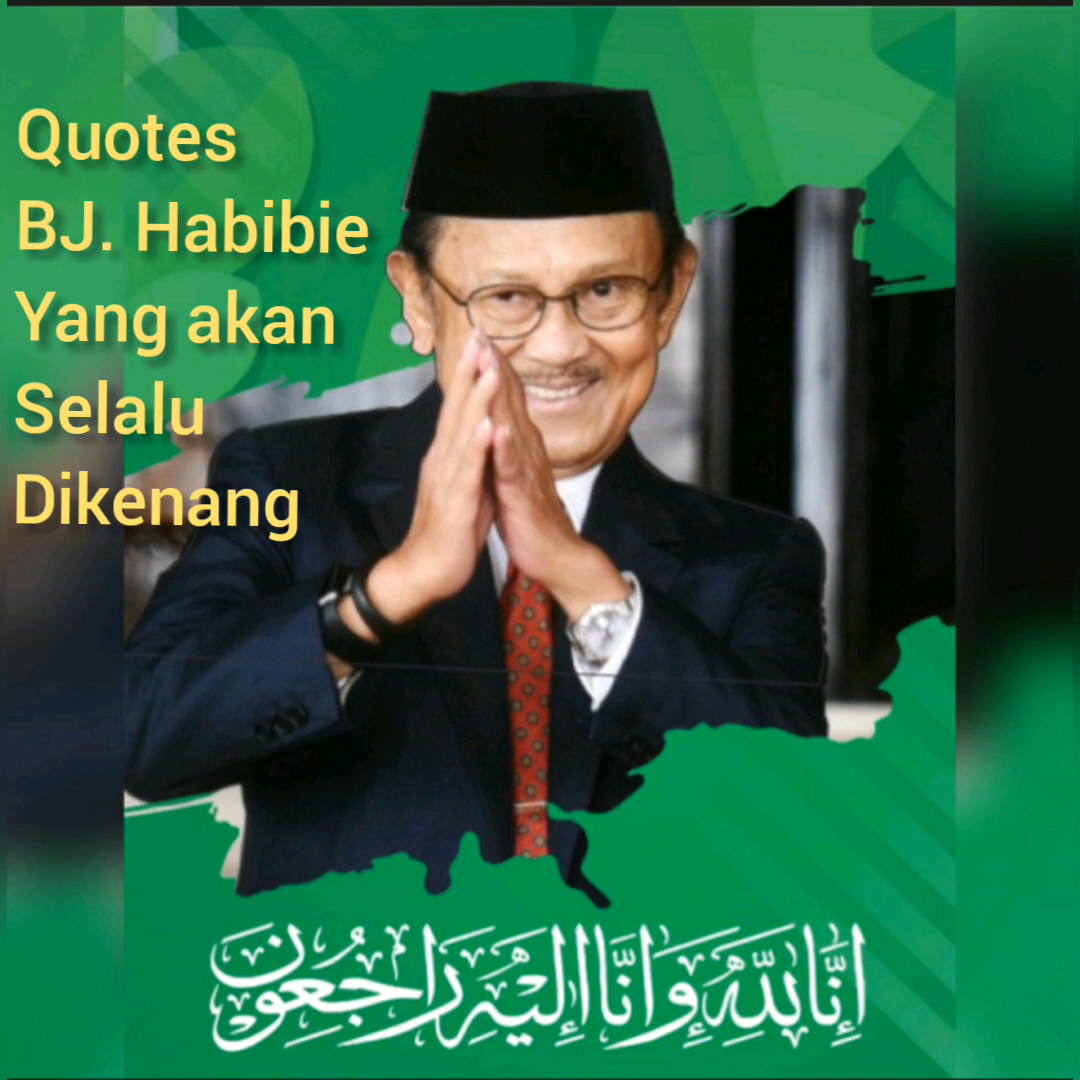 Quotes
BJ. Habibie
Yang akan
Selalu
Dikenang
إِنَّا لِلّهِ وَإِنَّا إِلَيْهِ رَاجِعُونَ